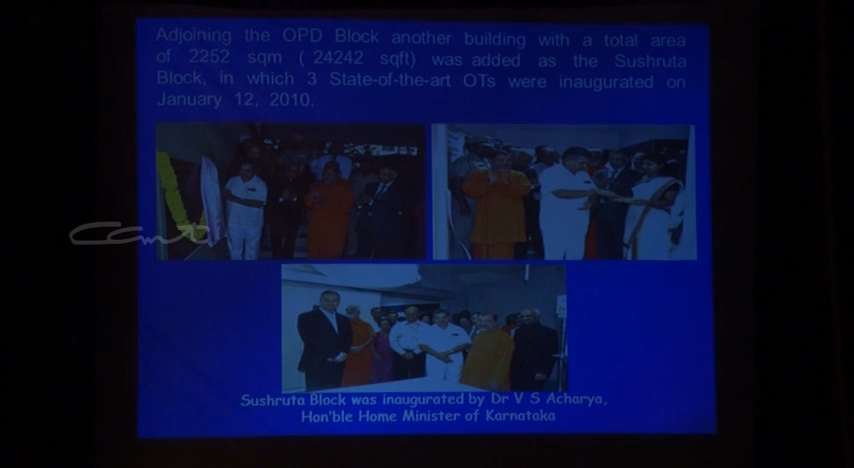 Adjoining the OPD Block another building with a total area
of 2252 sqm ( 24242 sqft) was added as the Sushruta
Block, in which 3 State-of-the-art OTs were inaugurated on
January 12, 2010.
Sushruta Block was inaugurated by Dr V S Acharya,
Hon'ble Home Minister of Karnataka